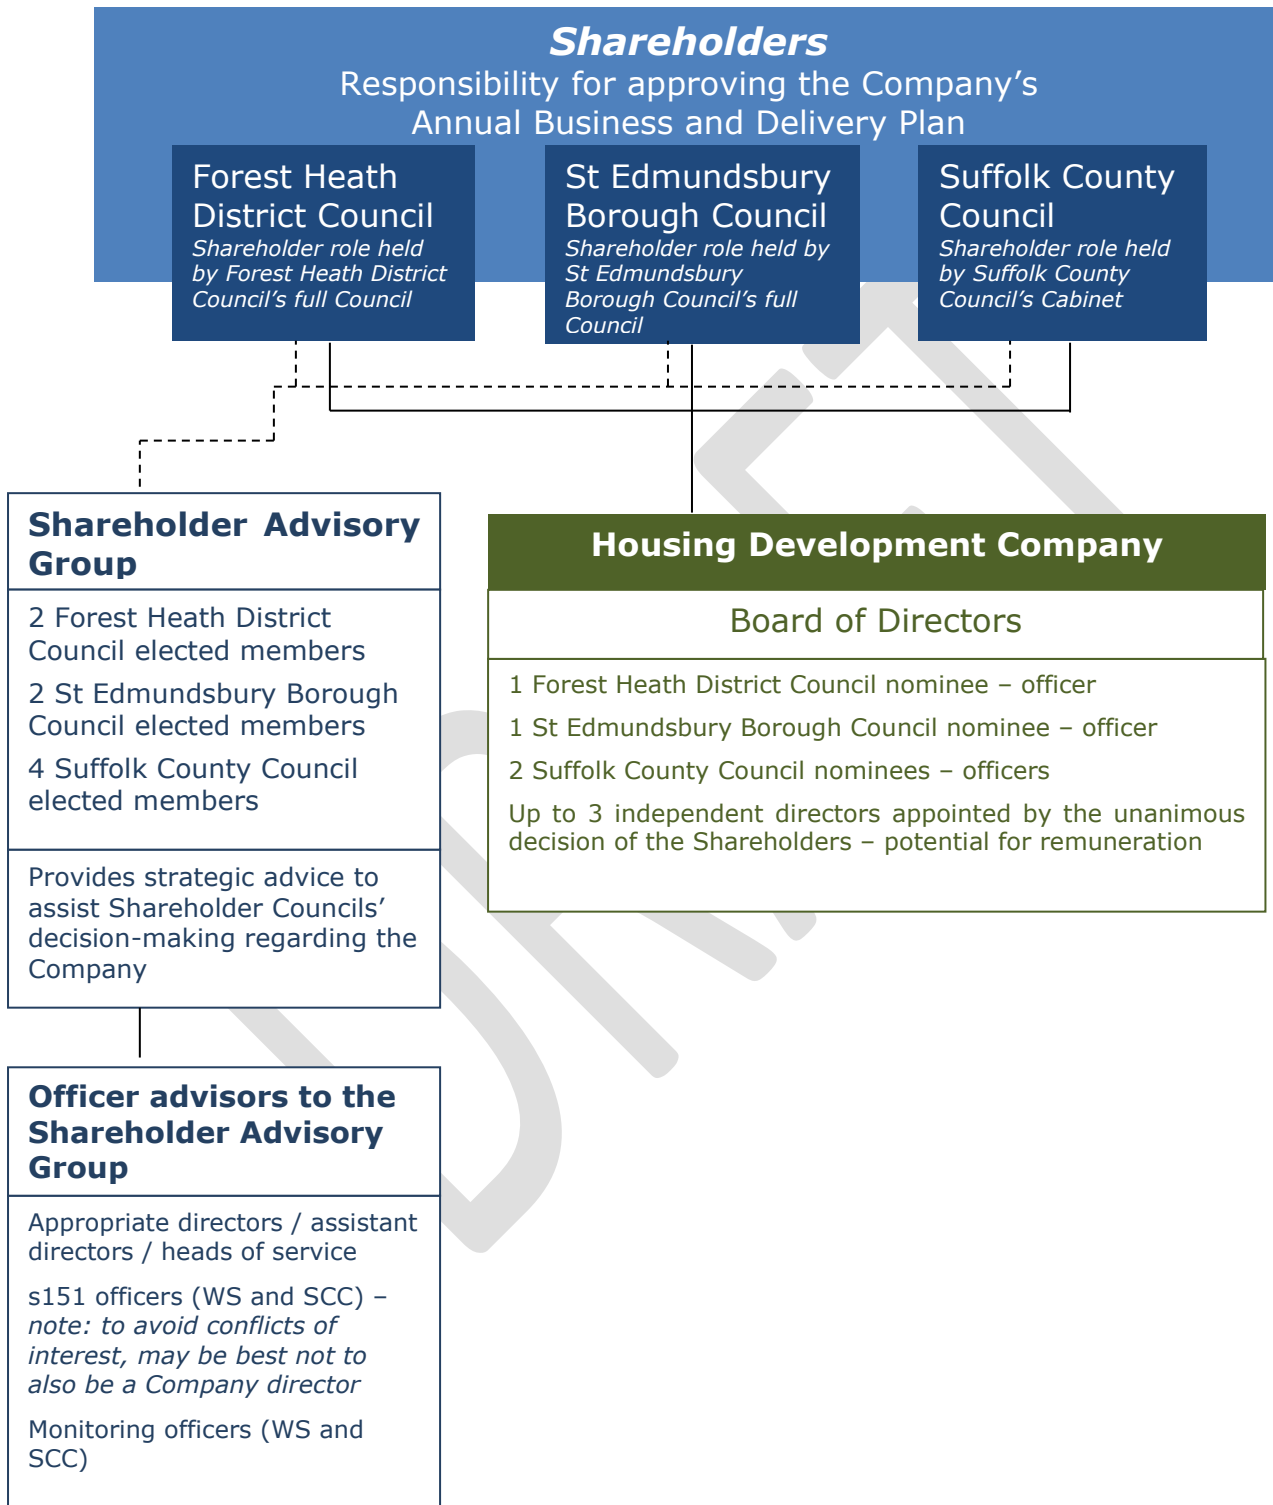 Shareholders
Responsibility for approving the Company’s
Annual Business and Delivery Plan
Forest Heath
District Council
Shareholder role held
by Forest Heath District
Council’s full Council
St Edmundsbury
Borough Council
Shareholder role held by
St Edmundsbury
Borough Council’s full
Council
Suffolk County
Council
Shareholder role held
by Suffolk County
Council’s Cabinet
Shareholder Advisory
Group
2 Forest Heath District
Council elected members
2 St Edmundsbury Borough
Council elected members
4 Suffolk County Council
elected members
Provides strategic advice to
assist Shareholder Councils’
decision-making regarding the
Company
Housing Development Company
Board of Directors
1 Forest Heath District Council nominee – officer
1 St Edmundsbury Borough Council nominee – officer
2 Suffolk County Council nominees – officers
Up to 3 independent directors appointed by the unanimous
decision of the Shareholders – potential for remuneration
Officer advisors to the
Shareholder Advisory
Group
Appropriate directors / assistant
directors / heads of service
s151 officers (WS and SCC) –
note: to avoid conflicts of
interest, may be best not to
also be a Company director
Monitoring officers (WS and
SCC)
DRAFT